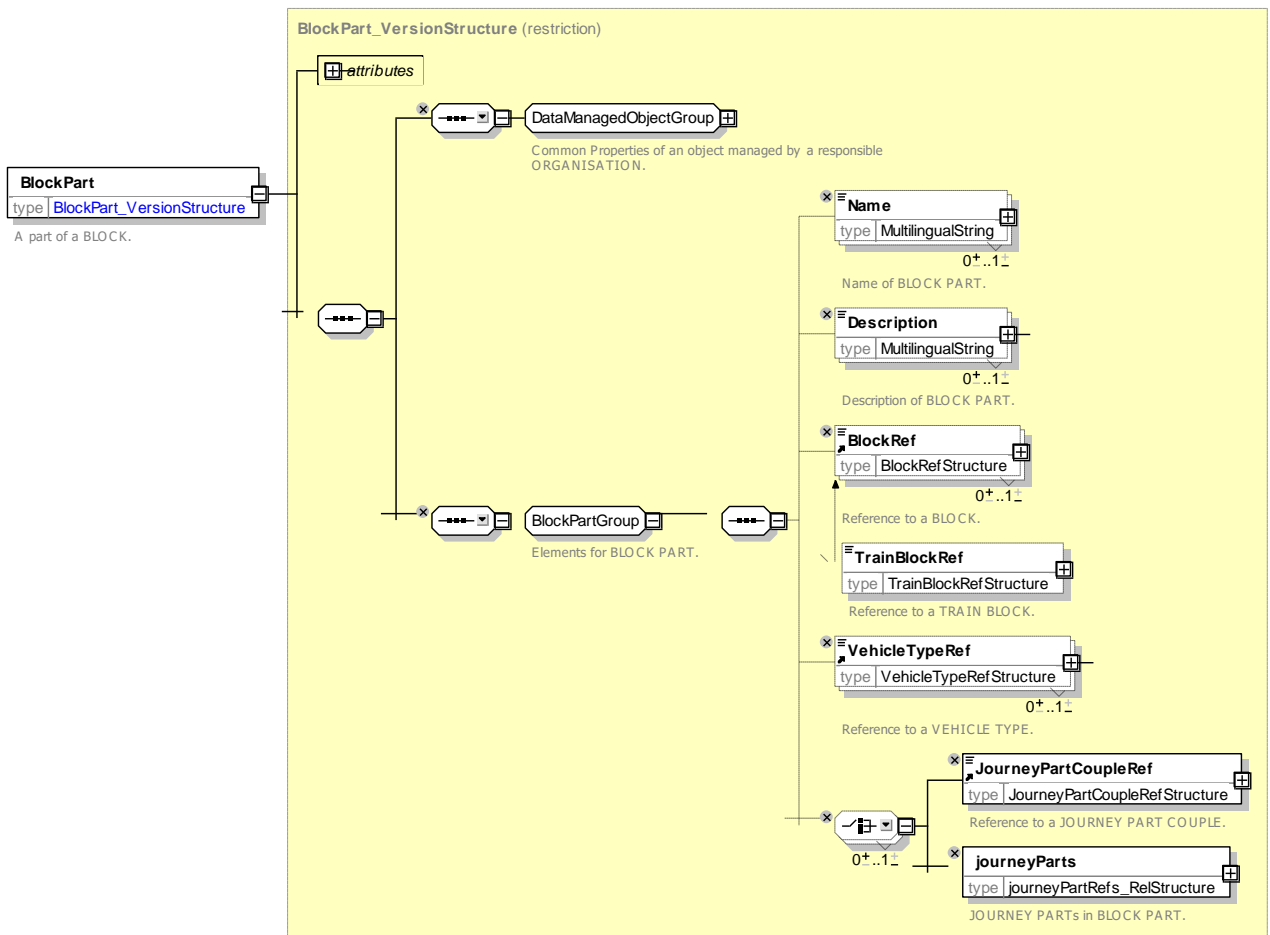 BlockPart_VersionStructure (restriction)
attributes
DataManagedObjectGroup
Common Properties of an object managed by a responsible
ORGANISATION.
BlockPart
type BlockPart_VersionStructure
A part of a BLOCK.
Name
type MultilingualString
0..1
Name of BLOCK PART.
Description
type MultilingualString
0..1
Description of BLOCK PART.
BlockRef
type BlockRefStructure
0..1
Reference to a BLOCK.
BlockPartGroup
Elements for BLOCK PART.
TrainBlockRef
type TrainBlockRefStructure
Reference to a TRAIN BLOCK.
VehicleTypeRef
type VehicleTypeRefStructure
0..1
Reference to a VEHICLE TYPE.
JourneyPartCoupleRef
type JourneyPartCoupleRefStructure
Reference to a JOURNEY PART COUPLE.
0..1
journeyParts
type journeyPartRefs_RelStructure
JOURNEY PARTs in BLOCK PART.